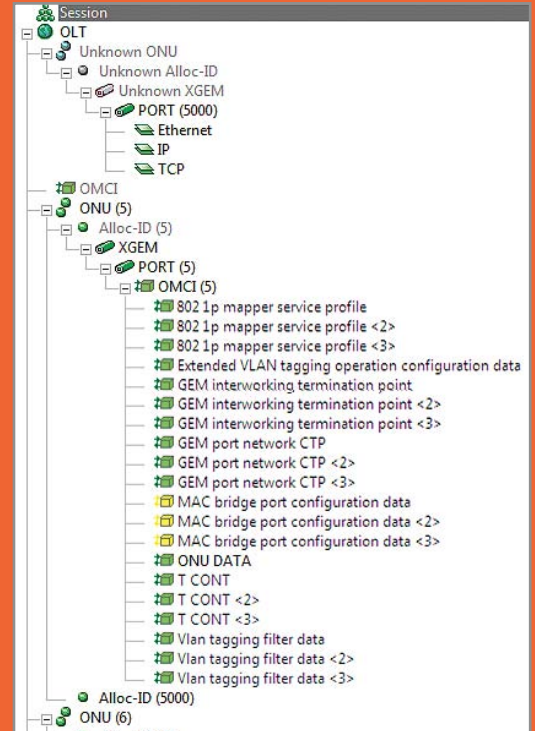 Session
OLT
Unknown ONU
Unknown Alloc-ID
Unknown XGEM
PORT (5000)
Ethernet
IP
TCP
OMCI
ONU (5)
Alloc-ID (5)
XGEM
PORT (5)
OMCI (5)
802 1p mapper service profile
802 1p mapper service profile <2>
802 1p mapper service profile <3>
Extended VLAN tagging operation configuration data
GEM interworking termination point
GEM interworking termination point <2>
GEM interworking termination point <3>
GEM port network CTP
GEM port network CTP <2>
GEM port network CTP <3>
MAC bridge port configuration data
MAC bridge port configuration data <2>
MAC bridge port configuration data <3>
ONU DATA
T CONT
T CONT <2>
T CONT <3>
Vlan tagging filter data
Vlan tagging filter data <2>
Vlan tagging filter data <3>
Alloc-ID (5000)
ONU (6)